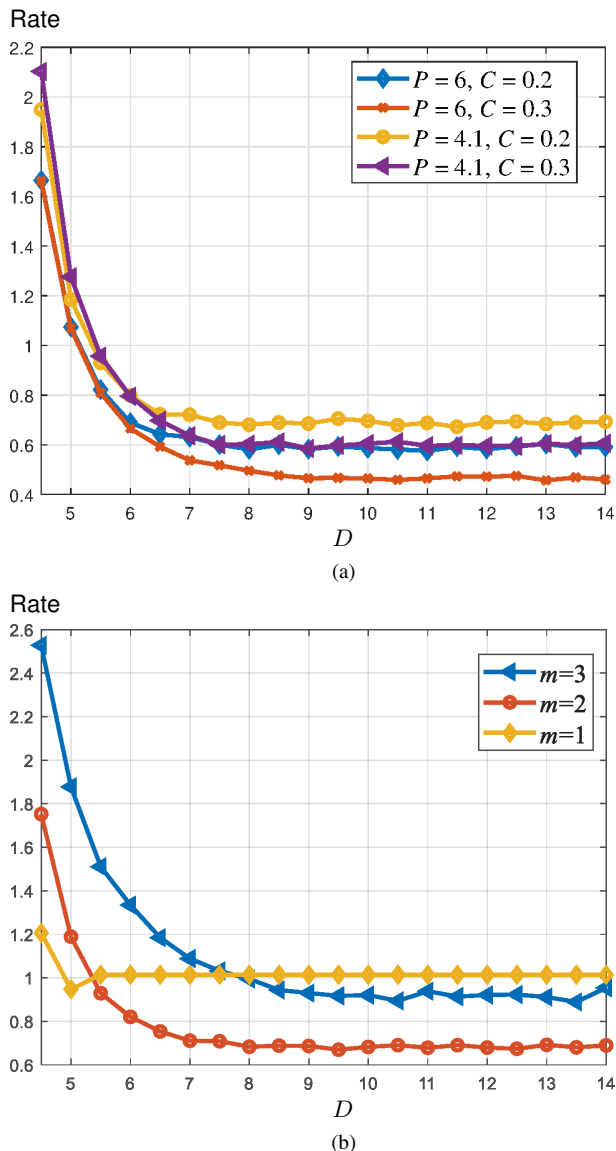 Rate
2.2
2
1.8
1.6
1.4
1.2
1
0.8
0.6
0.4
P = 6, C = 0.2
P = 6, C = 0.3
P = 4.1, C = 0.2
P = 4.1, C = 0.3
5 6 7 8 9 10 11 12 13 14
D
(a)
Rate
2.6
2.4
2.2
2
1.8
1.6
1.4
1.2
1
0.8
0.6
m=3
m=2
m=1
5 6 7 8 9 10 11 12 13 14
D
(b)